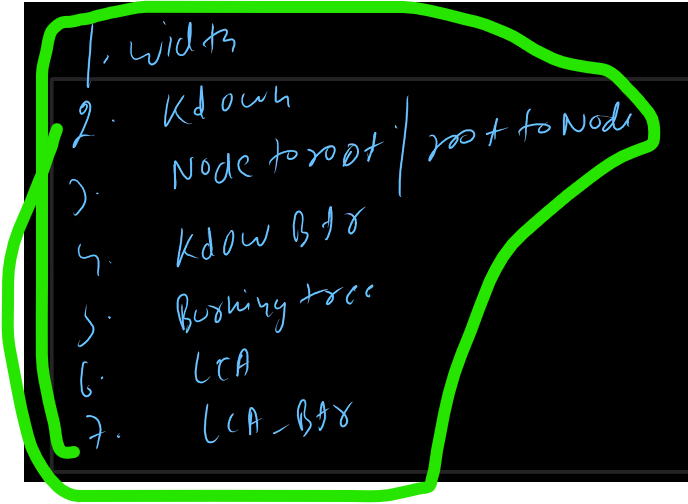 1. width
2. Kdown
3. Node to root / root to Node
4. KdOW Btr
5. Burning tree
6. LCA
7. LCA_Btr